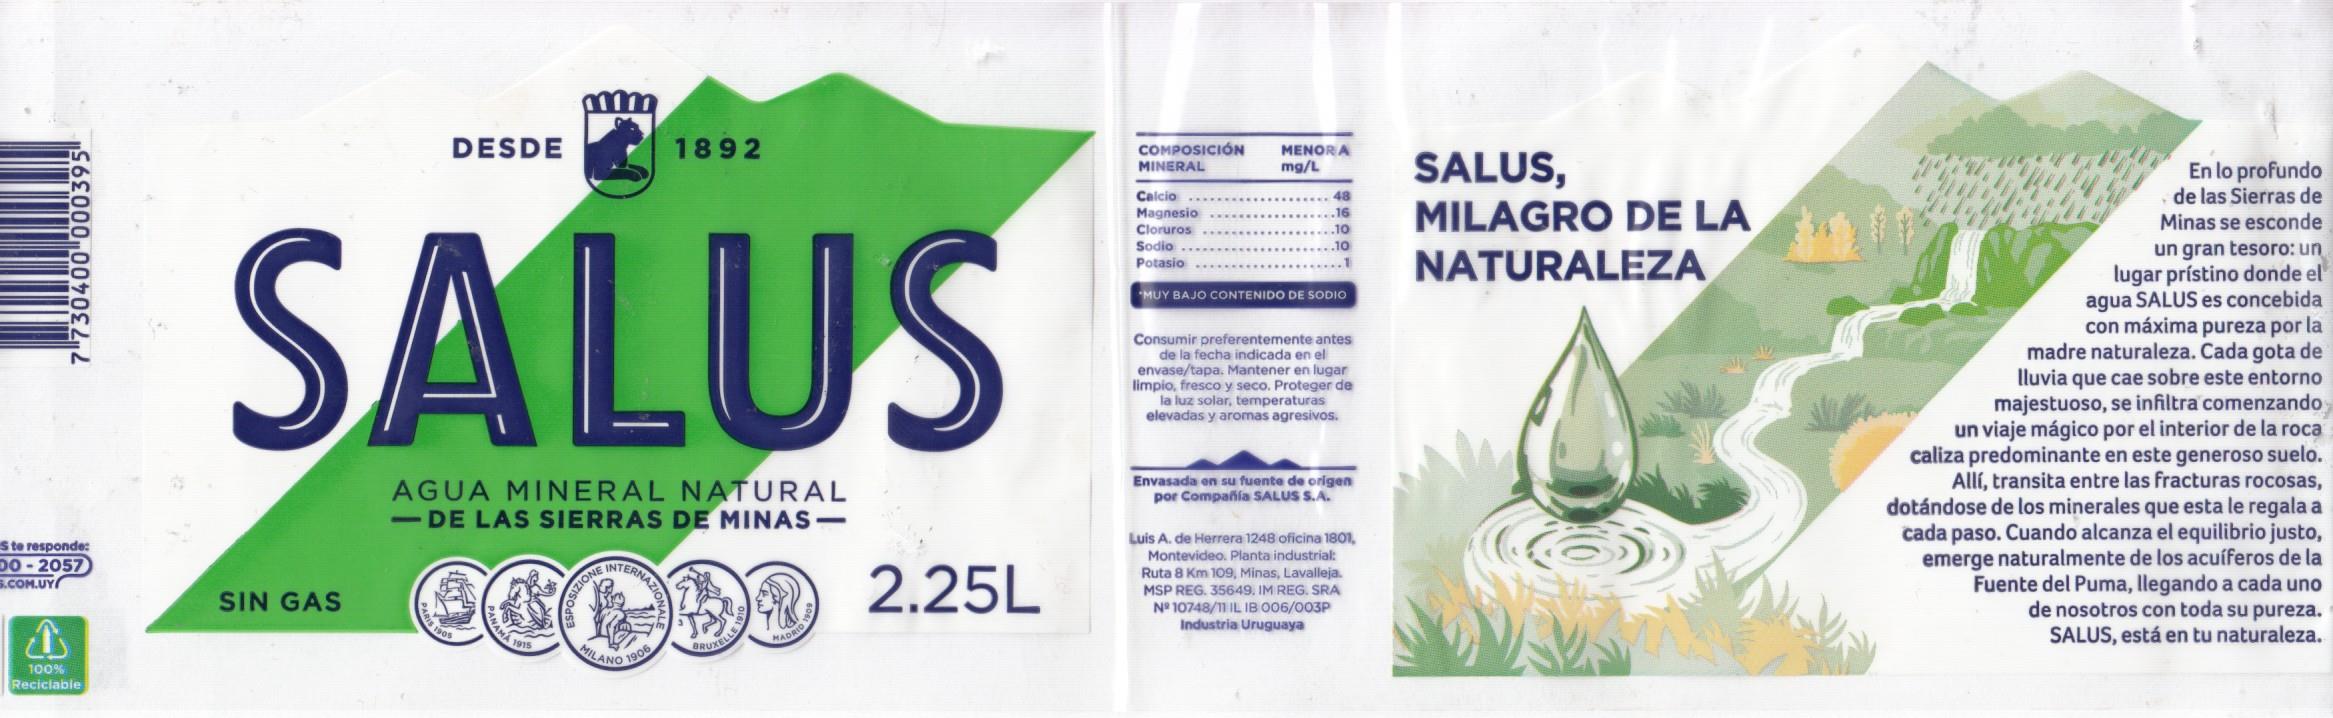 7 730400 000395
S te responde:
00 - 2057
S.COM.UY
100%
Reciclable
DESDE 1892
SALUS
AGUA MINERAL NATURAL
DE LAS SIERRAS DE MINAS
SIN GAS
PARIS 1905
PANAMÁ 1915
ESPOSIZIONE INTERNAZIONALE
MILANO 1906
BRUXELLE 1910
MADRID 1909
2.25L
COMPOSICIÓN MENOR A
MINERAL mg/L
Calcio 48
Magnesio 16
Cloruros 10
Sodio 10
Potasio 1
*MUY BAJO CONTENIDO DE SODIO
Consumir preferentemente antes
de la fecha indicada en el
envase/tapa. Mantener en lugar
limpio, fresco y seco. Proteger de
la luz solar, temperaturas
elevadas y aromas agresivos.
Envasada en su fuente de origen
por Compañía SALUS S.A.
Luis A. de Herrera 1248 oficina 1801,
Montevideo. Planta industrial:
Ruta 8 Km 109, Minas, Lavalleja.
MSP REG. 35649. IM REG. SRA
Nº 10748/11 IL IB 006/003P
Industria Uruguaya
SALUS,
MILAGRO DE LA
NATURALEZA
En lo profundo
de las Sierras de
Minas se esconde
un gran tesoro: un
lugar prístino donde el
agua SALUS es concebida
con máxima pureza por la
madre naturaleza. Cada gota de
lluvia que cae sobre este entorno
majestuoso, se infiltra comenzando
un viaje mágico por el interior de la roca
caliza predominante en este generoso suelo.
Allí, transita entre las fracturas rocosas,
dotándose de los minerales que esta le regala a
cada paso. Cuando alcanza el equilibrio justo,
emerge naturalmente de los acuíferos de la
Fuente del Puma, llegando a cada uno
de nosotros con toda su pureza.
SALUS, está en tu naturaleza.